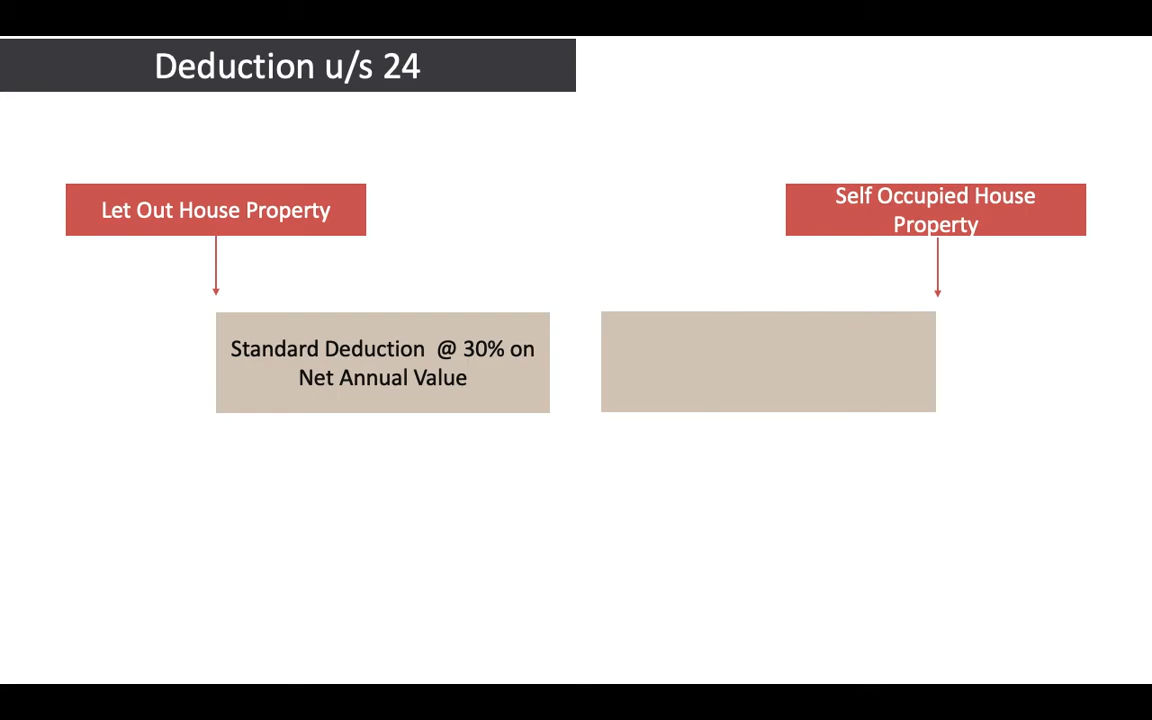 Deduction u/s 24
Let Out House Property
Self Occupied House
Property
Standard Deduction @ 30% on
Net Annual Value